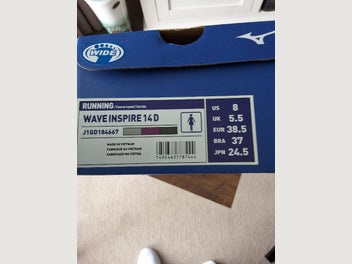 WIDE
RUNNING
WAVE INSPIRE 14 D
J1GD184667
MADE IN VIETNAM
FABRIQUÉ AU VIETNAM
FABRICADO EN VIETNAM
US 8
UK 5.5
EUR 38.5
BRA 37
JPN 24.5